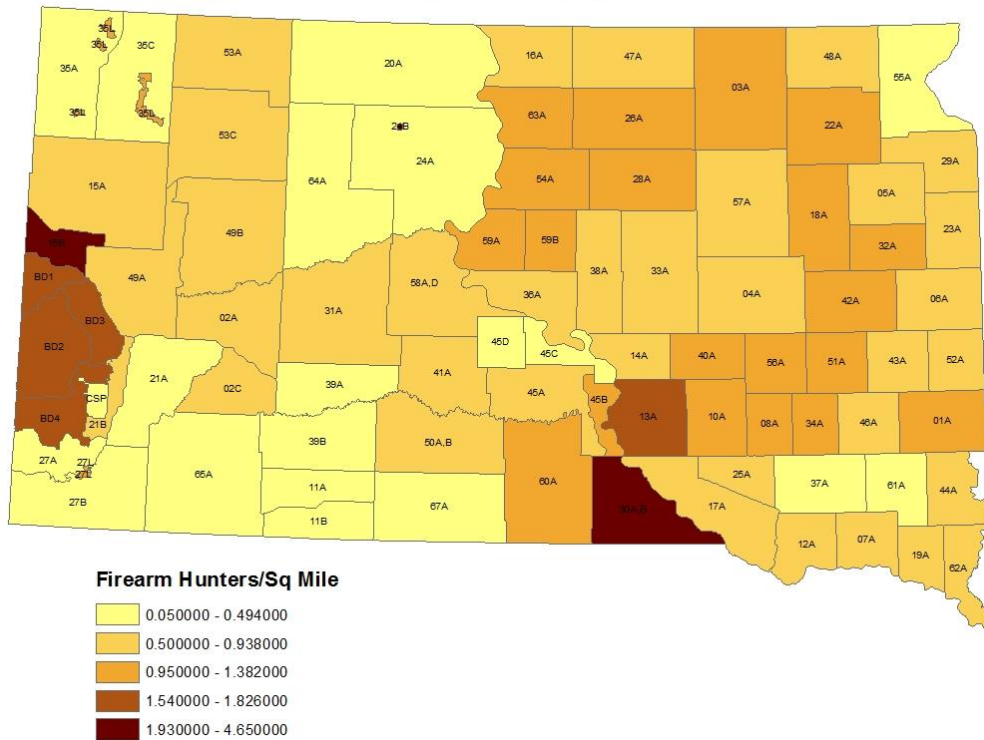 35L
35L
35C
53A
20A
16A
47A
03A
48A
55A
35A
35L
35L
53C
24B
24A
63A
26A
22A
29A
15A
64A
54A
28A
57A
18A
05A
23A
49B
59A
59B
38A
33A
32A
15B
BD1
49A
58A,D
36A
04A
42A
06A
BD3
02A
31A
BD2
45D
45C
14A
40A
56A
51A
43A
52A
21A
02C
39A
41A
45A
45B
13A
10A
08A
34A
46A
01A
CSP
BD4
21B
27A
27L
27L
65A
39B
50A,B
60A
25A
37A
61A
44A
27B
11A
11B
67A
30A,B
17A
12A
07A
19A
62A
Firearm Hunters/Sq Mile
0.050000 - 0.494000
0.500000 - 0.938000
0.950000 - 1.382000
1.540000 - 1.826000
1.930000 - 4.650000